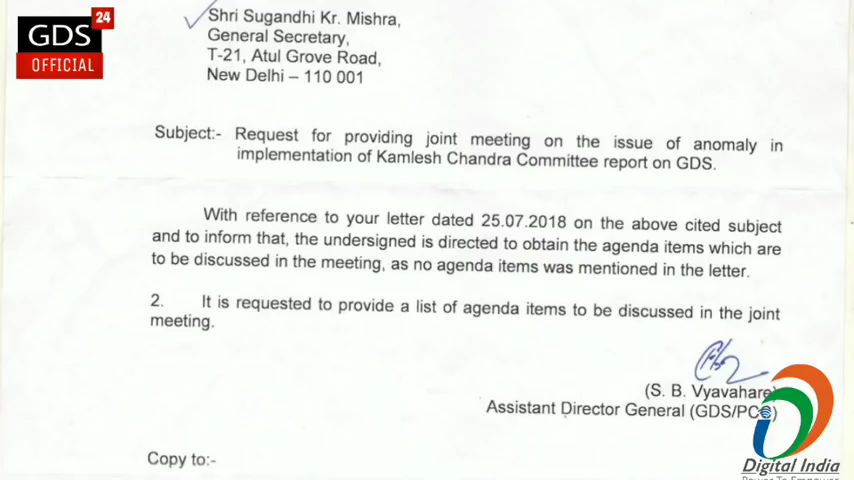 24
GDS
OFFICIAL
Shri Sugandhi Kr. Mishra,
General Secretary,
T-21, Atul Grove Road,
New Delhi – 110 001
Subject:- Request for providing joint meeting on the issue of anomaly in
implementation of Kamlesh Chandra Committee report on GDS.
With reference to your letter dated 25.07.2018 on the above cited subject
and to inform that, the undersigned is directed to obtain the agenda items which are
to be discussed in the meeting, as no agenda items was mentioned in the letter.
2. It is requested to provide a list of agenda items to be discussed in the joint
meeting.
(S. B. Vyavahare)
Assistant Director General (GDS/PCC)
Copy to:-
Digital India
Power To Empower